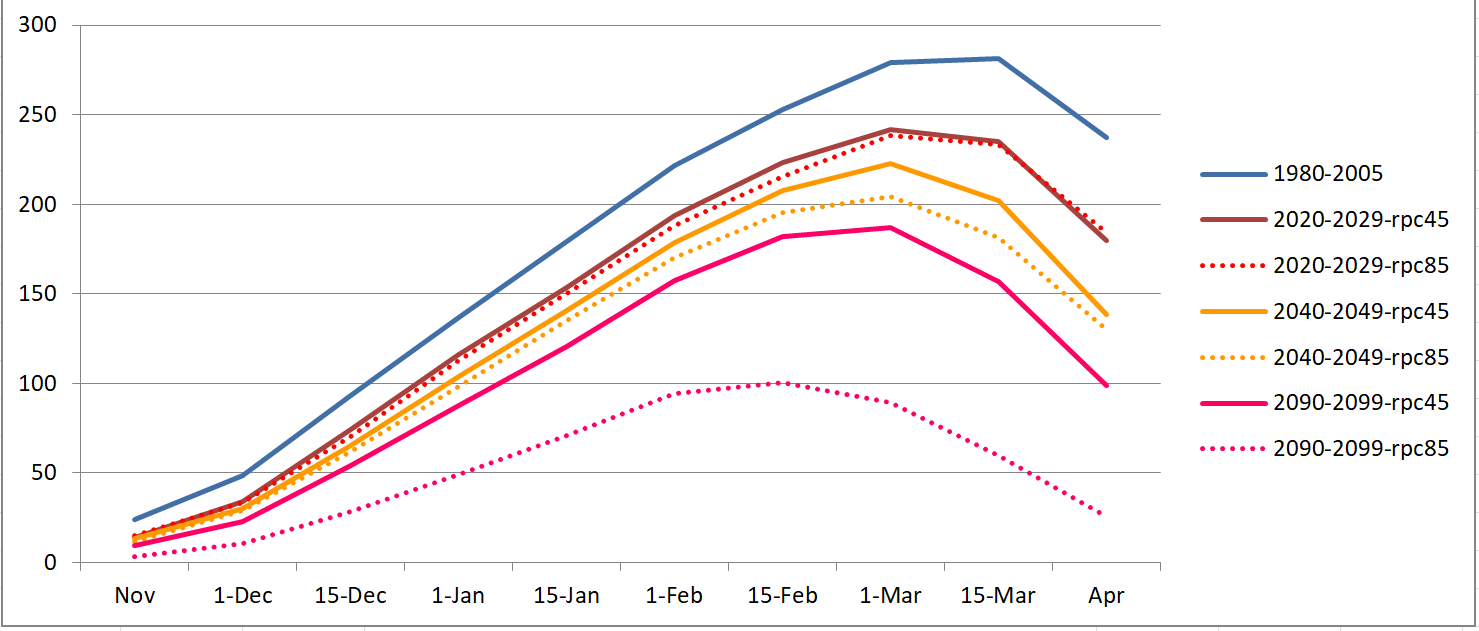 300
250
200
150
100
50
0
Nov 1-Dec 15-Dec 1-Jan 15-Jan 1-Feb 15-Feb 1-Mar 15-Mar Apr
1980-2005
2020-2029-rpc45
2020-2029-rpc85
2040-2049-rpc45
2040-2049-rpc85
2090-2099-rpc45
2090-2099-rpc85